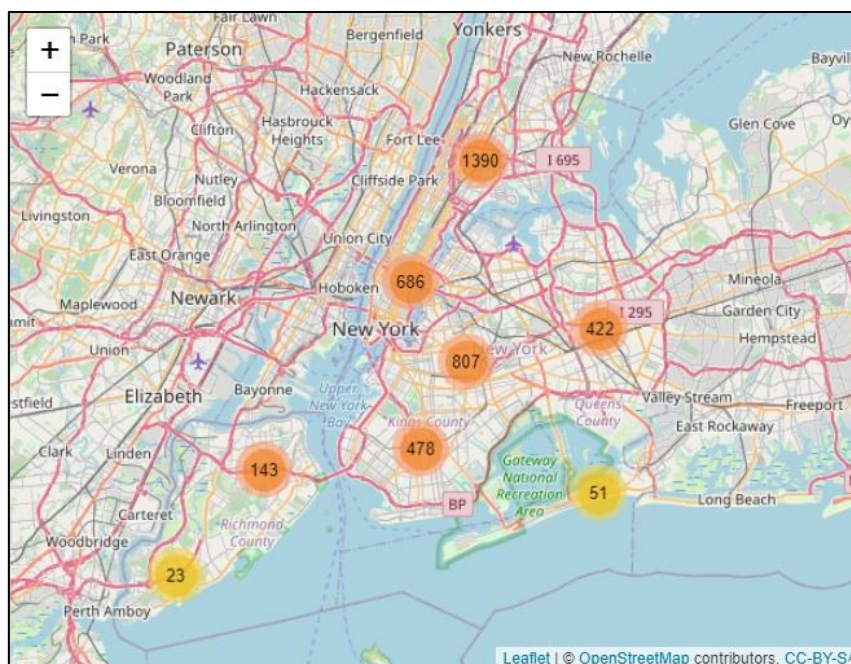 Fair Lawn
Bergenfield
Yonkers
Paterson
New Rochelle
Bayvill
Woodland
Park
Hackensack
Hasbrouck
Heights
Clifton
Fort Lee
Glen Cove
1390
I 695
Verona
Nutley
Cliffside Park
Bloomfield
Livingston
North Arlington
Union City
East Orange
686
Mineola
Maplewood
Newark
Hoboken
I 295
Garden City
New York
422
Hempstead
Union
807
ew York
Elizabeth
Bayonne
Upper
New York
Bay
Kings County
Queens
County
Valley Stream
Freeport
East Rockaway
Clark
Linden
143
478
Gateway
National
Recreation
Area
51
BP
Long Beach
Carteret
Richmond
County
Woodbridge
23
Perth Amboy
+
−
Leaflet | © OpenStreetMap contributors, CC-BY-SA